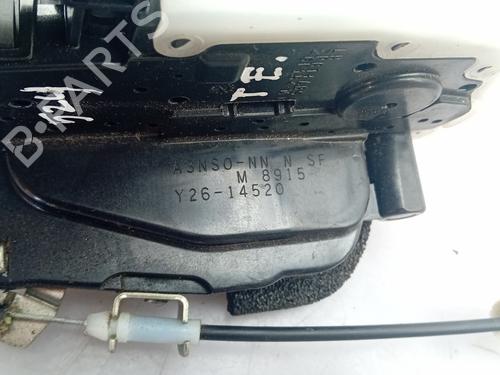 B-PARTS
T.E.
A3NSO-NN N SF
M 8915
Y26-14520